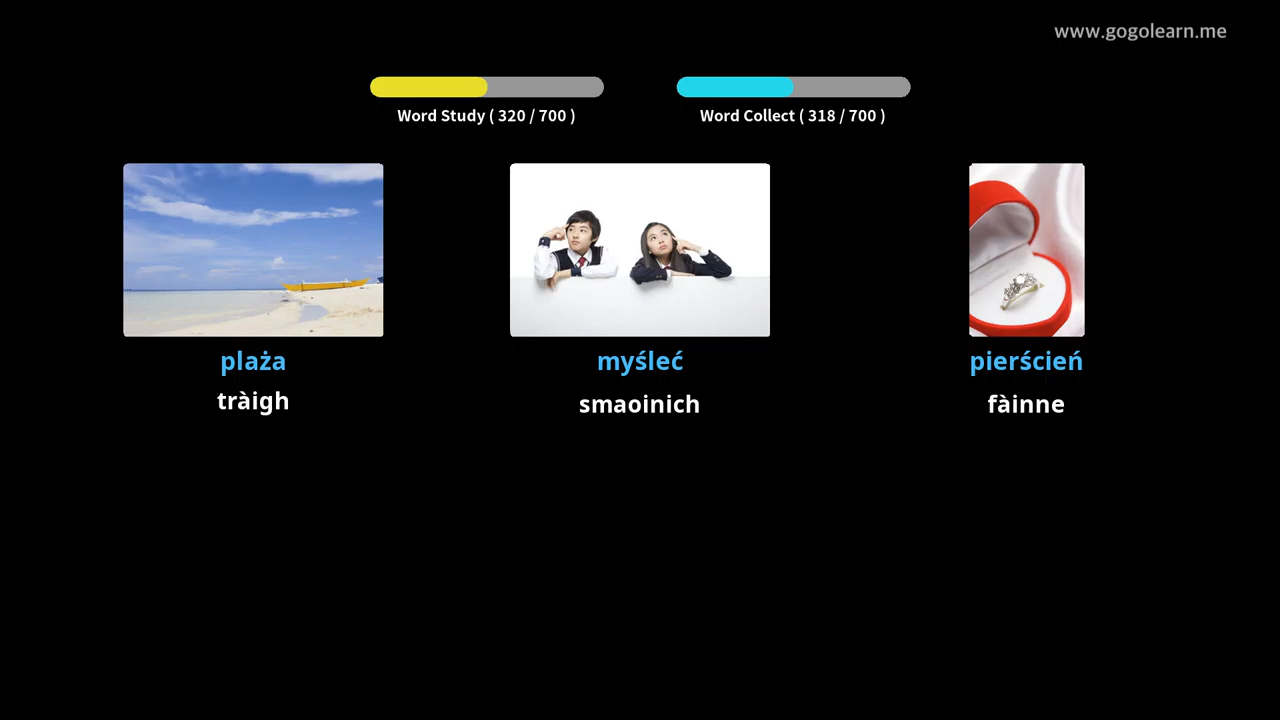 www.gogolearn.me
Word Study ( 320 / 700 )
Word Collect ( 318 / 700 )
plaża
myśleć
pierścień
tràigh
smaoinich
fàinne